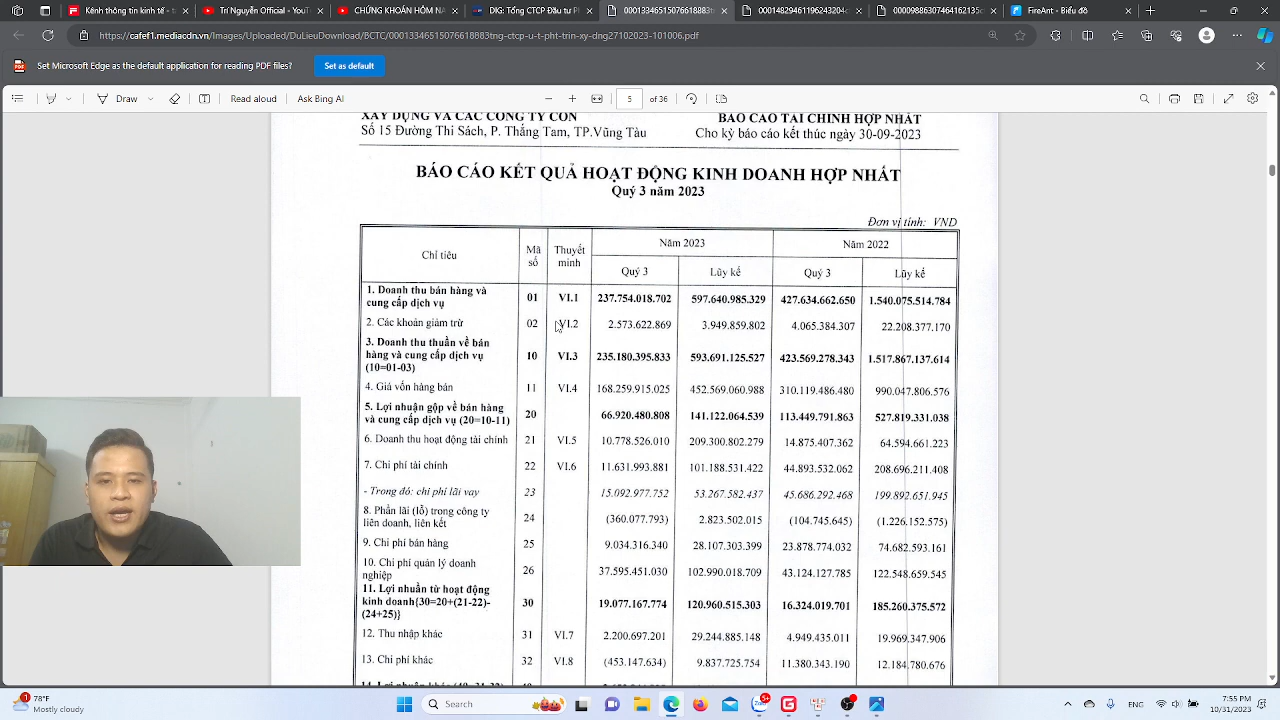 Kênh thông tin kinh tế - t
Trí Nguyễn Official - YouT
CHỨNG KHOÁN HÔM NA
DIG: Tổng CTCP Đầu tư Ph
00013346515076618883t
0001482946119624320
000098863074646162135
FireAnt - Biểu đồ
https://cafef1.mediacdn.vn/Images/Uploaded/DuLieuDownload/BCTC/00013346515076618883tng-ctcp-u-t-pht-trin-xy-dng27102023-101006.pdf
Set Microsoft Edge as the default application for reading PDF files?
Set as default
Draw
Read aloud
Ask Bing AI
5 of 36
XÂY DỰNG VÀ CÁC CÔNG TY CON
BÁO CÁO TÀI CHÍNH HỢP NHẤT
Số 15 Đường Thi Sách, P. Thắng Tam, TP.Vũng Tàu
Cho kỳ báo cáo kết thúc ngày 30-09-2023
BÁO CÁO KẾT QUẢ HOẠT ĐỘNG KINH DOANH HỢP NHẤT
Quý 3 năm 2023
Đơn vị tính: VND
Chỉ tiêu Mã số Thuyết minh Năm 2023 Năm 2022
Quý 3 Lũy kế Quý 3 Lũy kế
1. Doanh thu bán hàng và
cung cấp dịch vụ 01 VI.1 237.754.018.702 597.640.985.329 427.634.662.650 1.540.075.514.784
2. Các khoản giảm trừ 02 VI.2 2.573.622.869 3.949.859.802 4.065.384.307 22.208.377.170
3. Doanh thu thuần về bán
hàng và cung cấp dịch vụ 10 VI.3 235.180.395.833 593.691.125.527 423.569.278.343 1.517.867.137.614
(10=01-03)
4. Giá vốn hàng bán 11 VI.4 168.259.915.025 452.569.060.988 310.119.486.480 990.047.806.576
5. Lợi nhuận gộp về bán hàng
và cung cấp dịch vụ (20=10-11) 20 66.920.480.808 141.122.064.539 113.449.791.863 527.819.331.038
6. Doanh thu hoạt động tài chính 21 VI.5 10.778.526.010 209.300.802.279 14.875.407.362 64.594.661.223
7. Chi phí tài chính 22 VI.6 11.631.993.881 101.188.531.422 44.893.532.062 208.696.211.408
- Trong đó: chi phí lãi vay 23 15.092.977.752 53.267.582.437 45.686.292.468 199.892.651.945
8. Phần lãi (lỗ) trong công ty
liên doanh, liên kết 24 (360.077.793) 2.823.502.015 (104.745.645) (1.226.152.575)
9. Chi phí bán hàng 25 9.034.316.340 28.107.303.399 23.878.774.032 74.682.593.161
10. Chi phí quản lý doanh
nghiệp 26 37.595.451.030 102.990.018.709 43.124.127.785 122.548.659.545
11. Lợi nhuần từ hoạt động
kinh doanh{30=20+(21-22)- 30 19.077.167.774 120.960.515.303 16.324.019.701 185.260.375.572
(24+25)}
12. Thu nhập khác 31 VI.7 2.200.697.201 29.244.885.148 4.949.435.011 19.969.347.906
13. Chi phí khác 32 VI.8 (453.147.634) 9.837.725.754 11.380.343.190 12.184.780.676
78°F
Mostly cloudy
Search
ENG
7:55 PM
10/31/2023